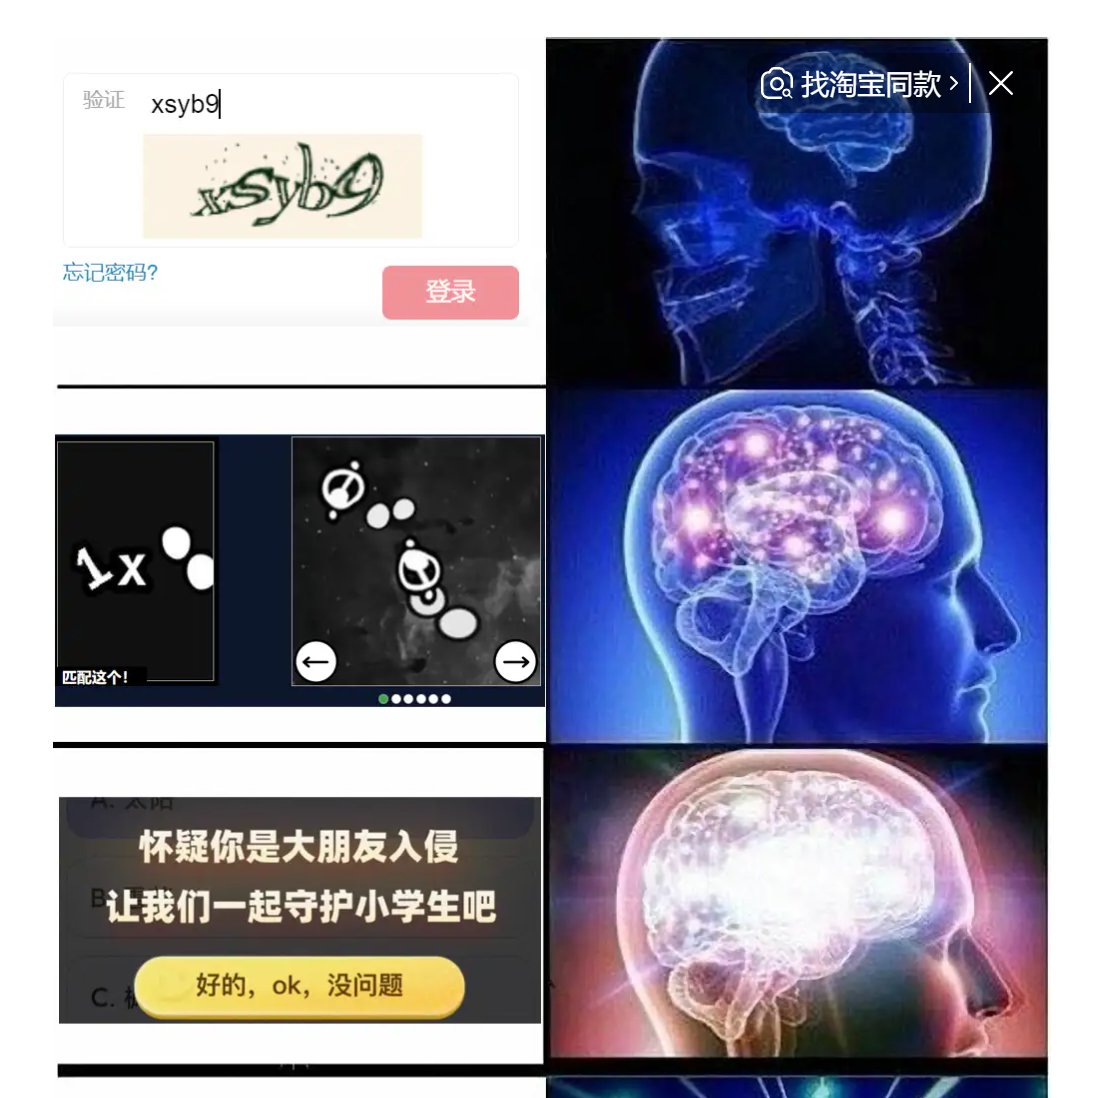 验证 xsyb9
xsyb9
忘记密码?
登录
找淘宝同款
1x
匹配这个!
A. 太阳
怀疑你是大朋友入侵
B
让我们一起守护小学生吧
C.
好的，ok，没问题